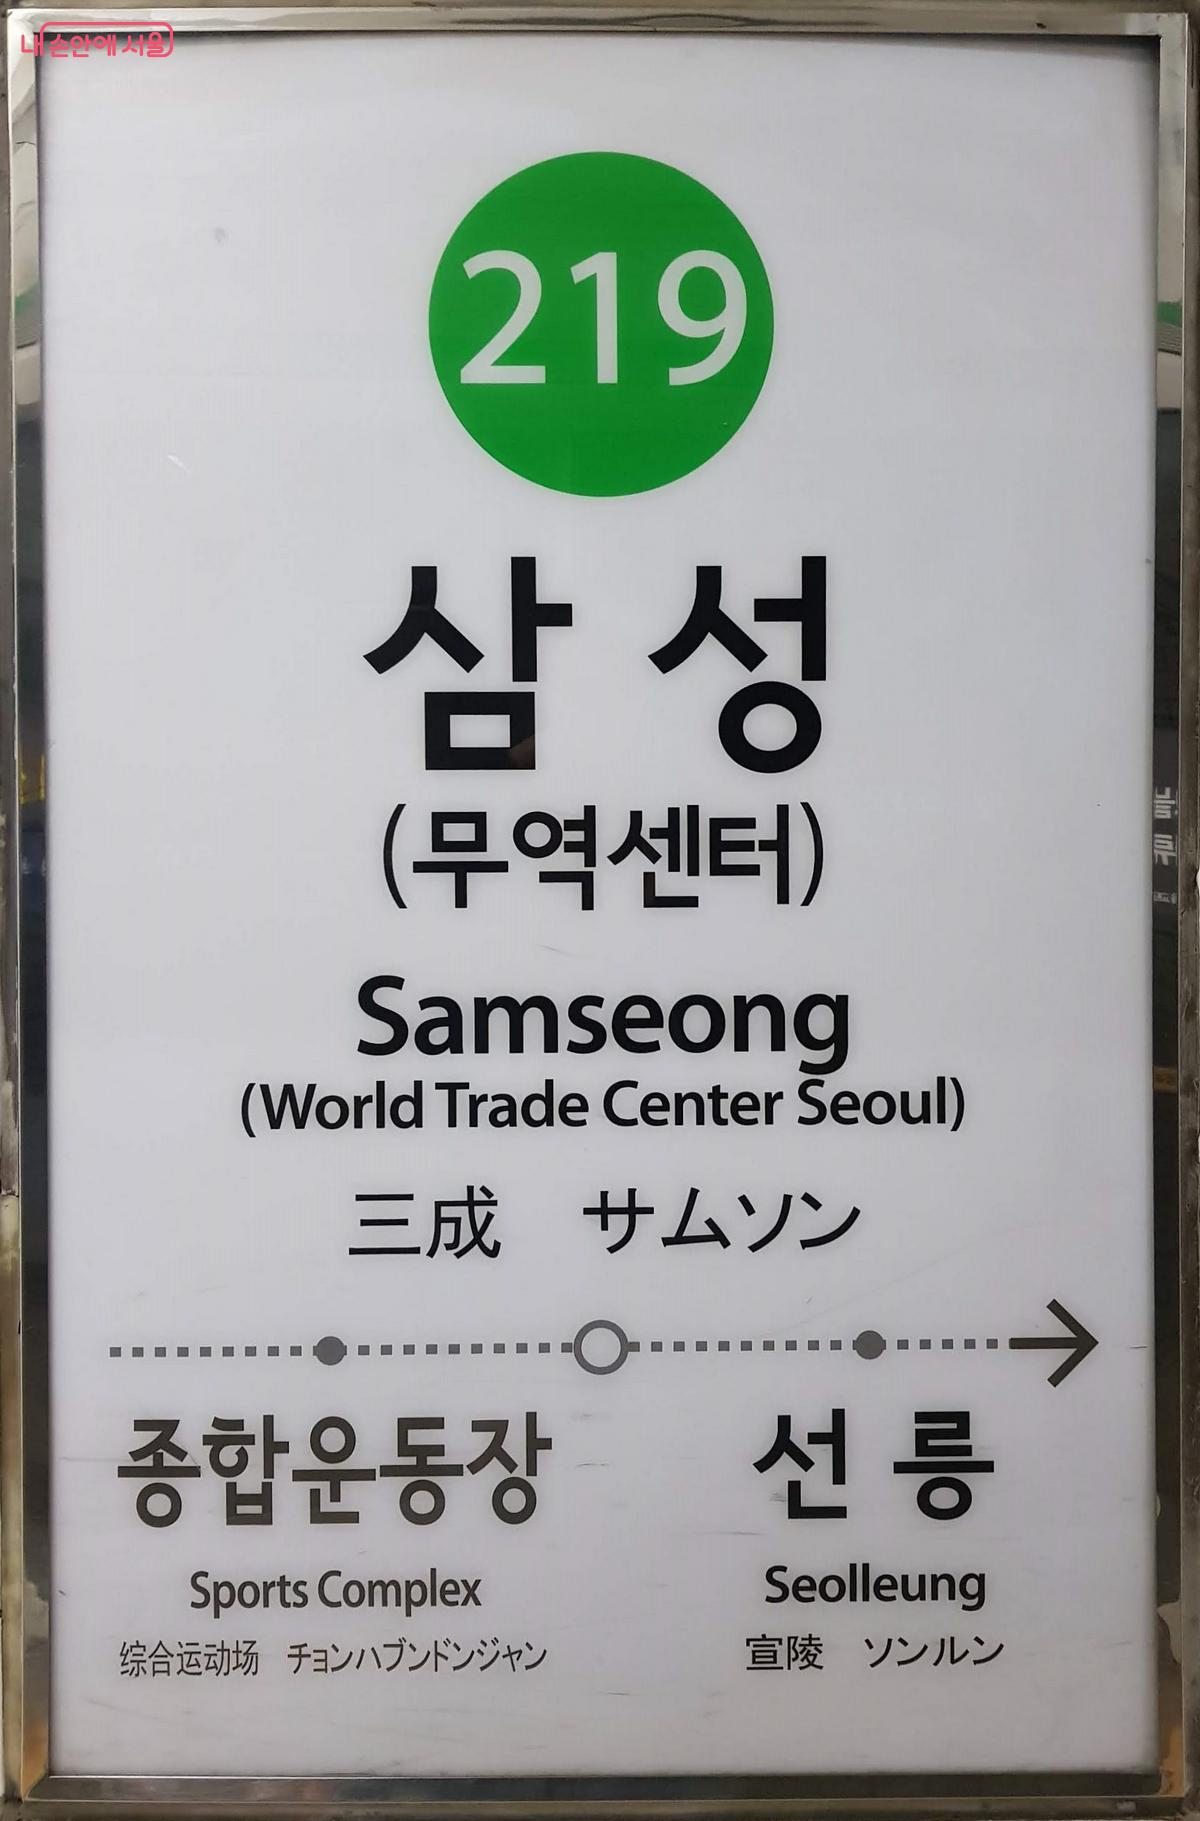 내 손안에 서울
219
삼성
(무역센터)
Samseong
(World Trade Center Seoul)
三成 サムソン
종합운동장 선릉
Sports Complex Seolleung
综合运动场 チョンハブンドンジャン 宣陵 ソンルン